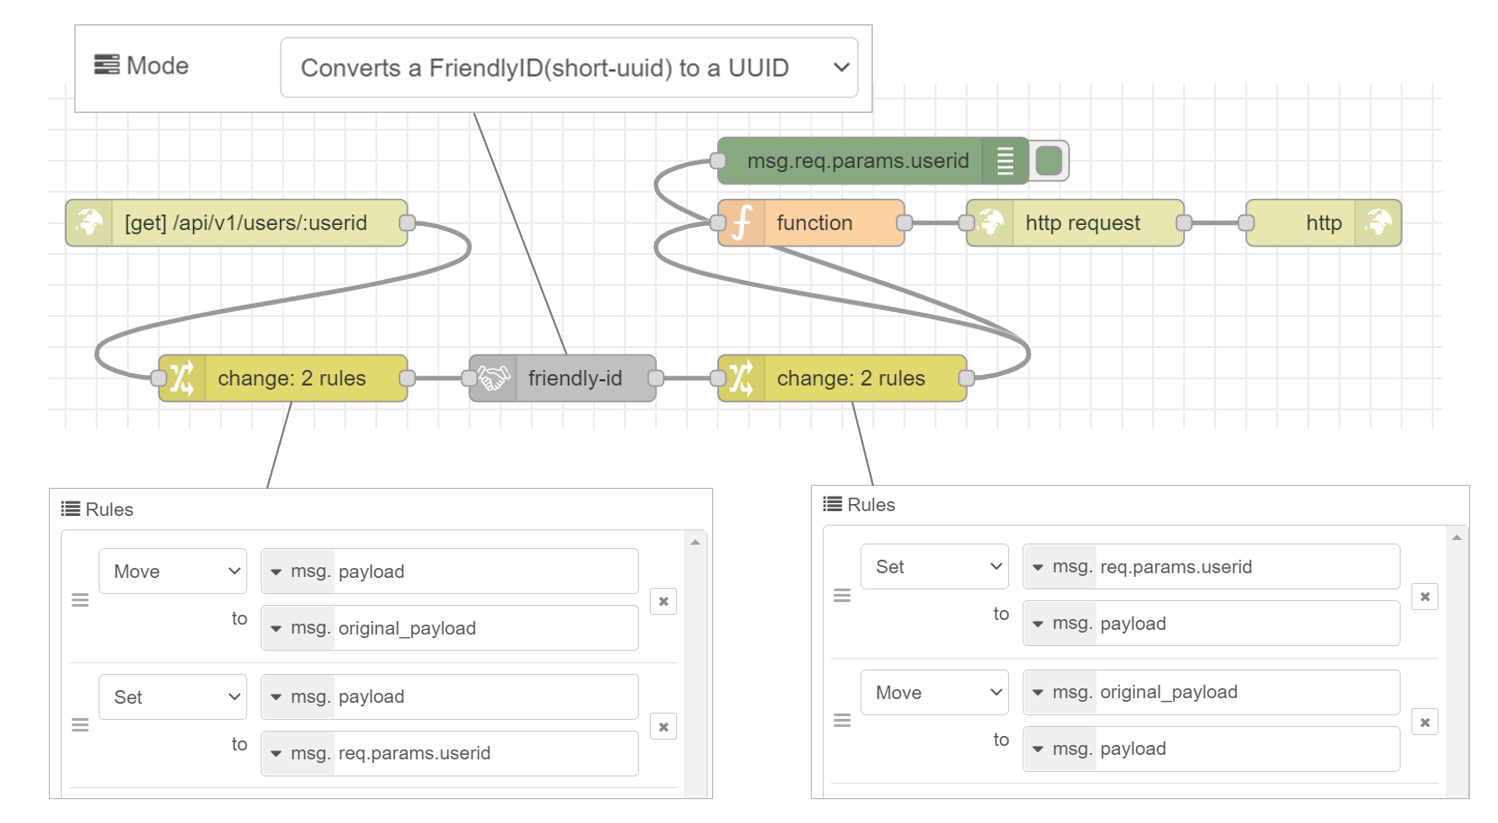 Mode
Converts a FriendlyID(short-uuid) to a UUID
msg.req.params.userid
[get] /api/v1/users/:userid
function
http request
http
change: 2 rules
friendly-id
change: 2 rules
Rules
Move
msg. payload
to
msg. original_payload
Set
msg. payload
to
msg. req.params.userid
Rules
Set
msg. req.params.userid
to
msg. payload
Move
msg. original_payload
to
msg. payload